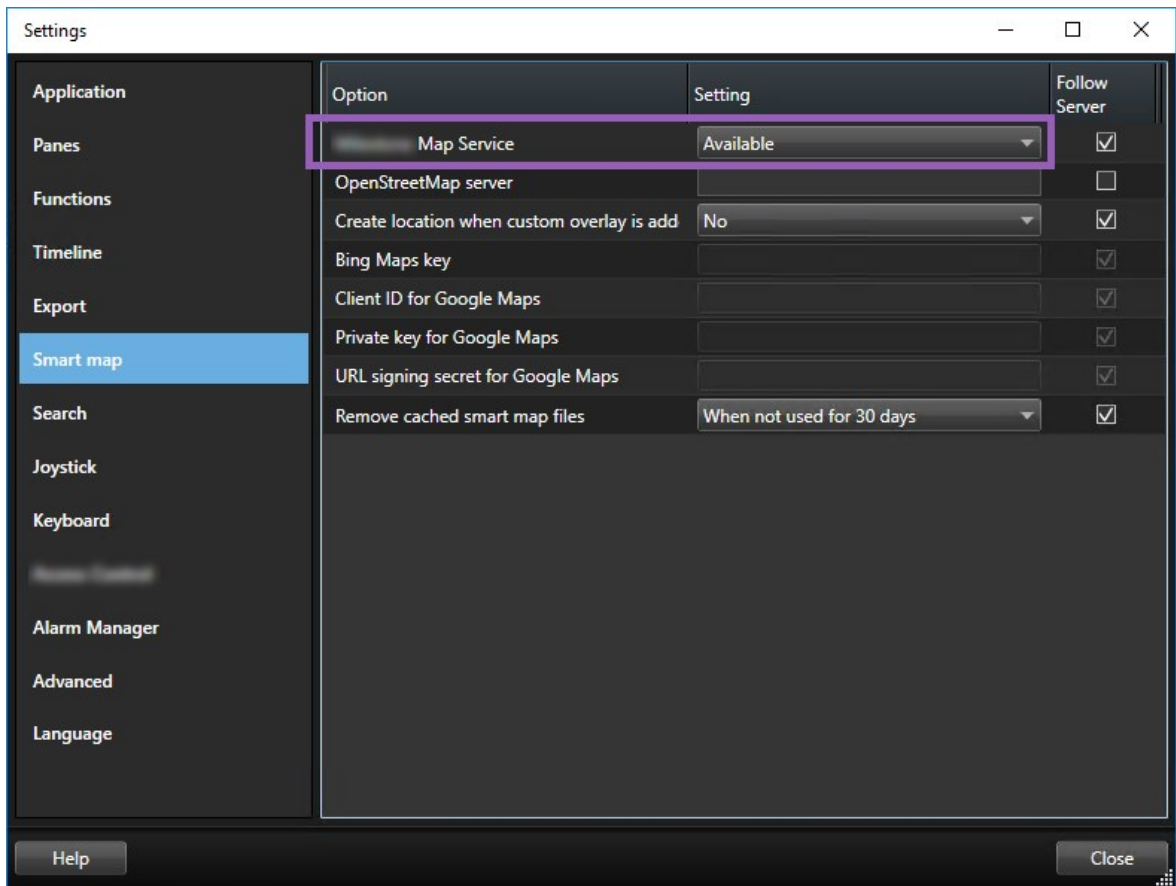 Settings
Application
Panes
Functions
Timeline
Export
Smart map
Search
Joystick
Keyboard
Alarm Manager
Advanced
Language
Option Setting Follow Server
Map Service Available
OpenStreetMap server
Create location when custom overlay is add No
Bing Maps key
Client ID for Google Maps
Private key for Google Maps
URL signing secret for Google Maps
Remove cached smart map files When not used for 30 days
Help Close